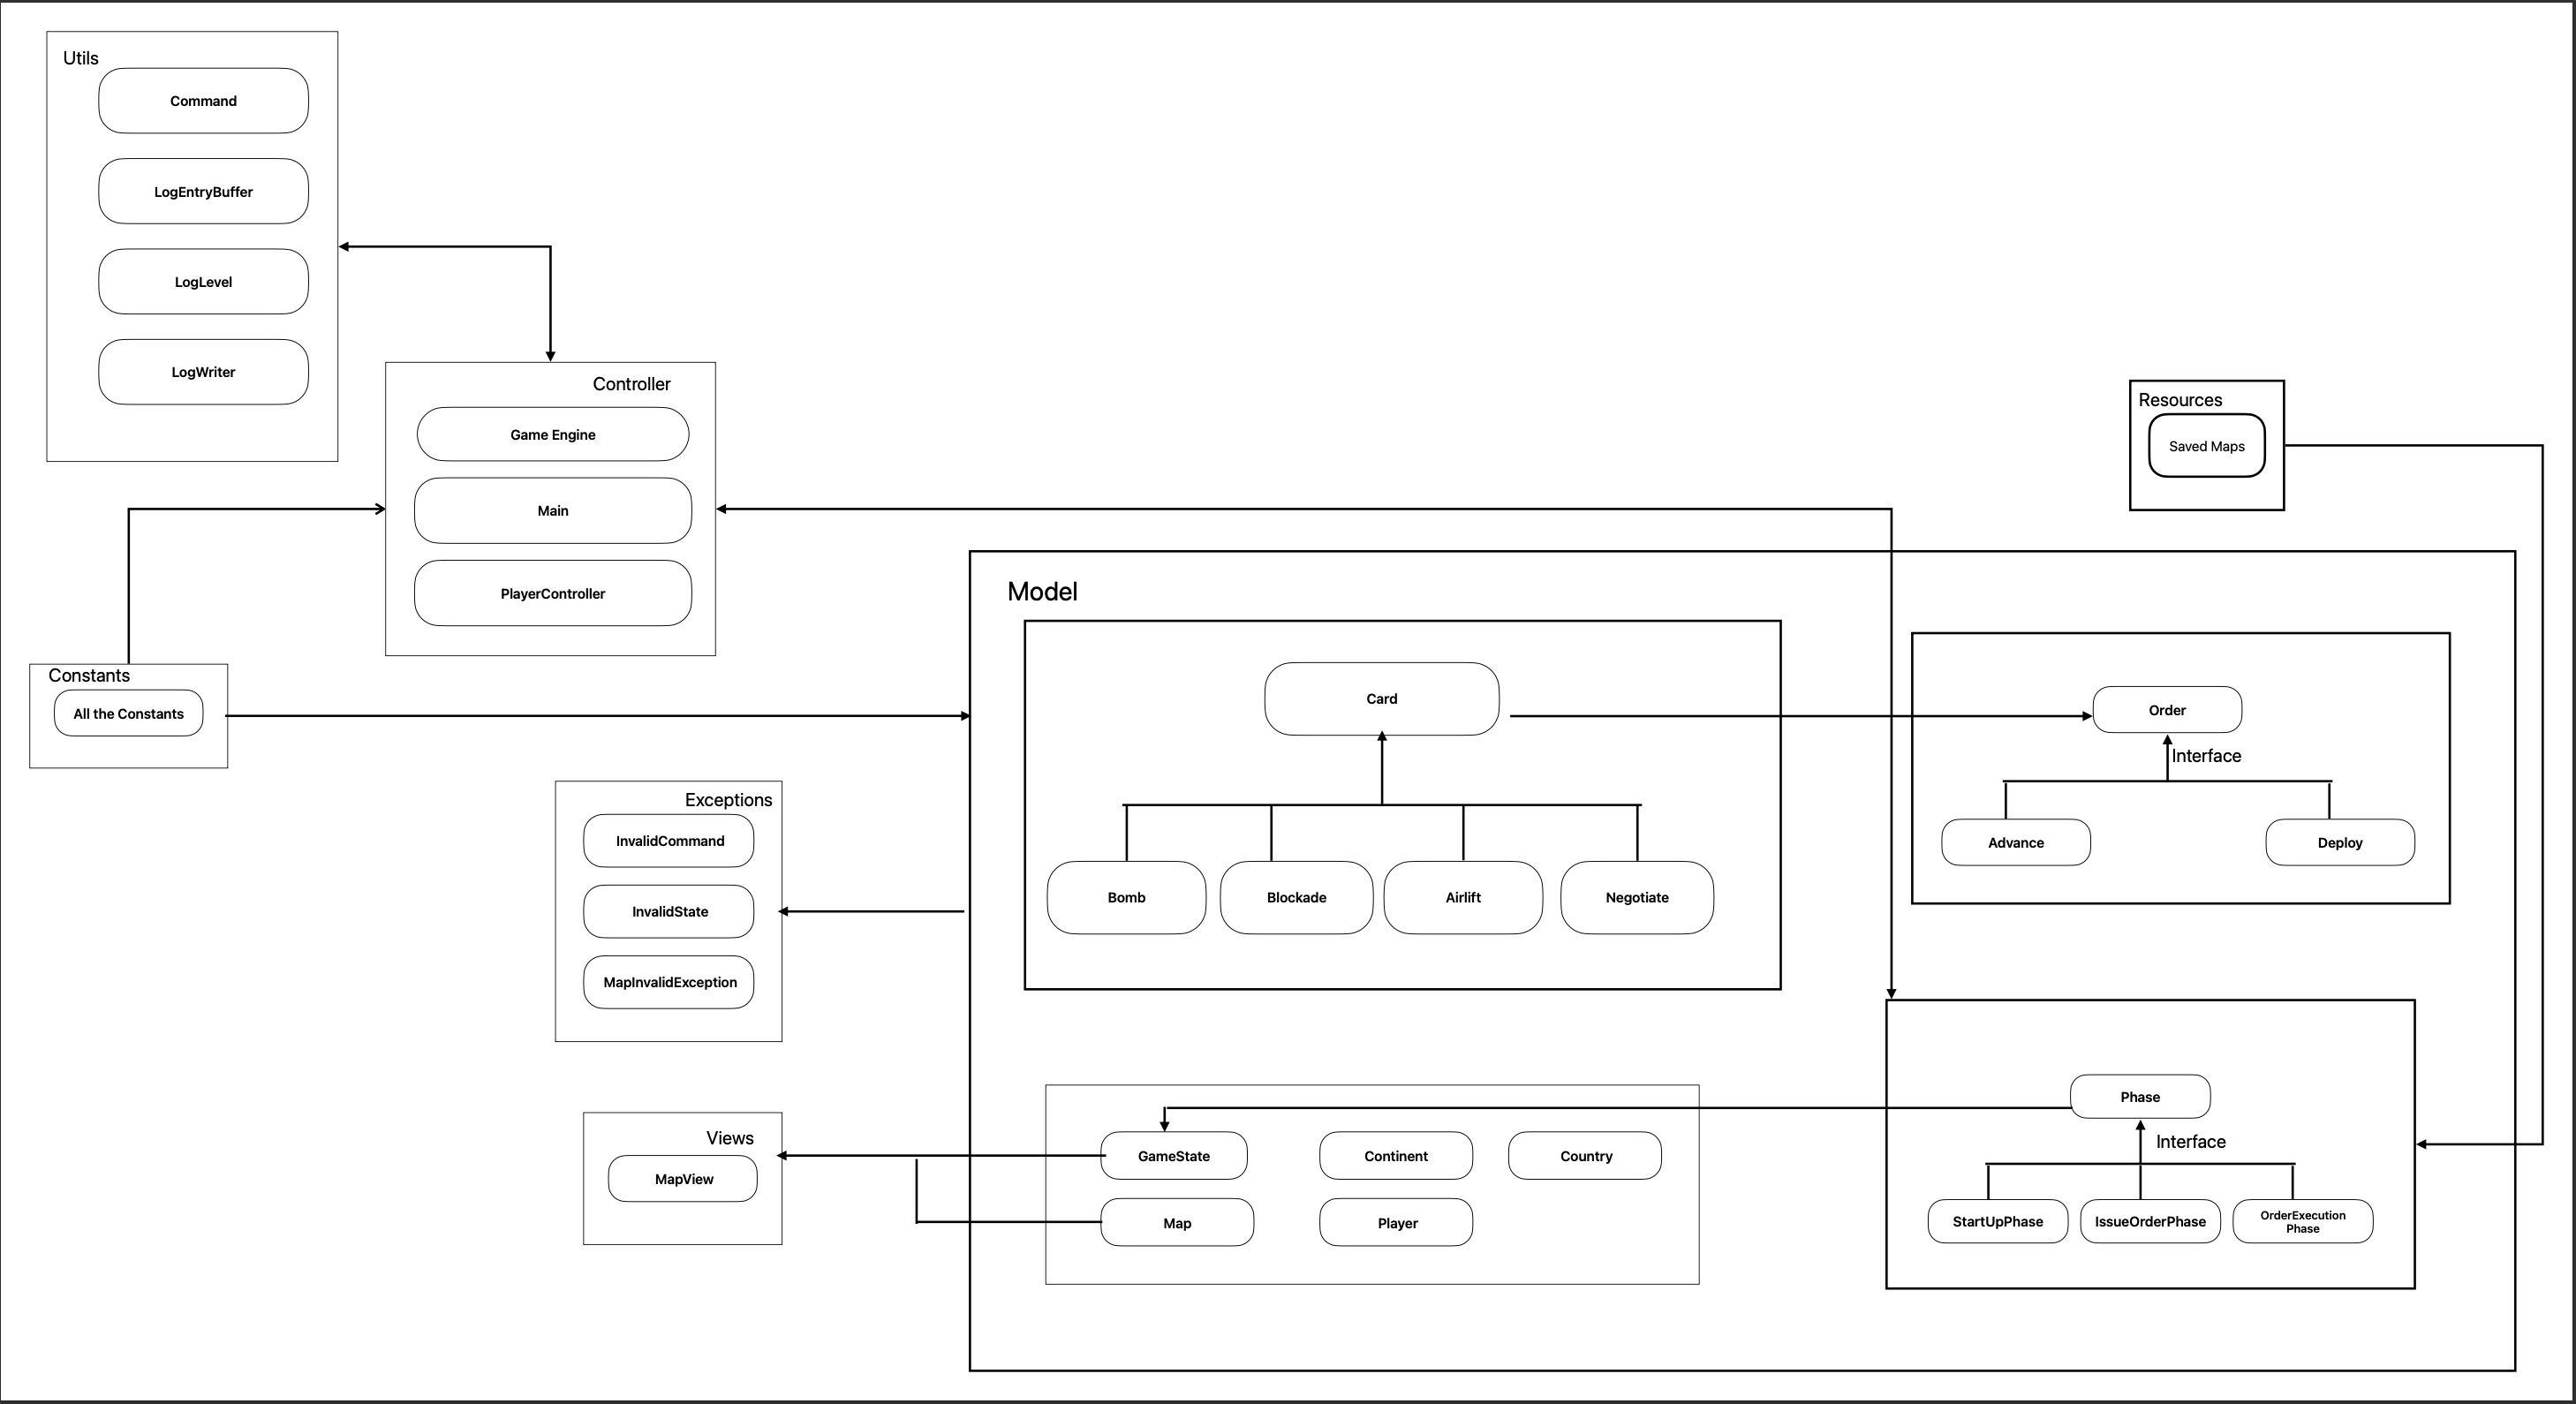 Utils
Command
LogEntryBuffer
LogLevel
LogWriter
Controller
Game Engine
Main
PlayerController
Resources
Saved Maps
Constants
All the Constants
Model
Card
Bomb
Blockade
Airlift
Negotiate
Order
Interface
Advance
Deploy
Exceptions
InvalidCommand
InvalidState
MapInvalidException
Views
MapView
GameState
Continent
Country
Map
Player
Phase
Interface
StartUpPhase
IssueOrderPhase
OrderExecution
Phase